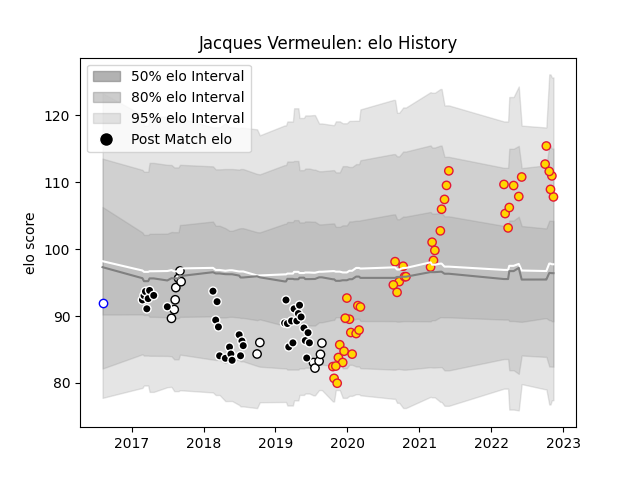 Jacques Vermeulen: elo History
50% elo Interval
80% elo Interval
95% elo Interval
Post Match elo
elo score
120
110
100
90
80
2017 2018 2019 2020 2021 2022 2023